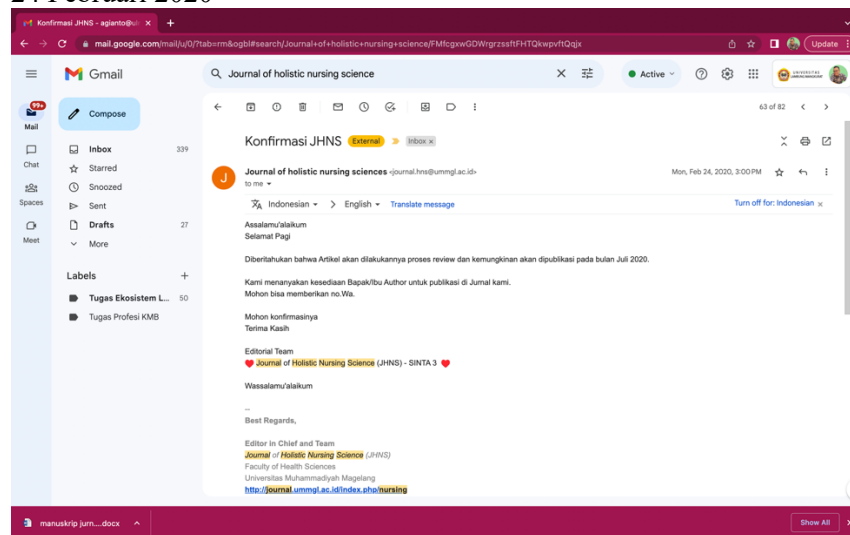 24 Februari 2020
Konfirmasi JHNS - agianto@ul
mail.google.com/mail/u/0/?tab=rm&ogbl#search/Journal+of+holistic+nursing+science/FMfcgxwGDWrgrzssftFHTQkwpvftQqjx
Update
Gmail
Journal of holistic nursing science
Active
99+
Mail
Compose
63 of 82
Inbox 339
Konfirmasi JHNS External Inbox x
Chat
Starred
Journal of holistic nursing sciences <journal.hns@ummgl.ac.id>
Mon, Feb 24, 2020, 3:00 PM
to me
Snoozed
Spaces
Sent
Indonesian > English Translate message
Turn off for: Indonesian x
Meet
Drafts 27
More
Assalamu'alaikum
Selamat Pagi
Diberitahukan bahwa Artikel akan dilakukannya proses review dan kemungkinan akan dipublikasi pada bulan Juli 2020.
Labels +
Kami menanyakan kesediaan Bapak/Ibu Author untuk publikasi di Jurnal kami.
Mohon bisa memberikan no.Wa.
Tugas Ekosistem L... 50
Tugas Profesi KMB
Mohon konfirmasinya
Terima Kasih
Editorial Team
Journal of Holistic Nursing Science (JHNS) - SINTA 3
Wassalamu'alaikum
--
Best Regards,
Editor in Chief and Team
Journal of Holistic Nursing Science (JHNS)
Faculty of Health Sciences
Universitas Muhammadiyah Magelang
http://journal.ummgl.ac.id/index.php/nursing
manuskrip jurn....docx
Show All